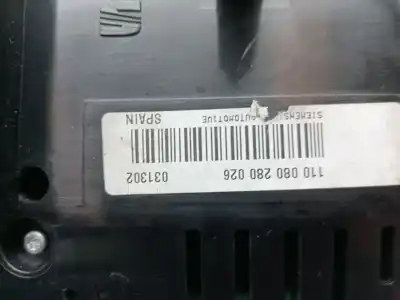 110 080 280 026 031302
SIEMENS AUTOMOTIVE
SPAIN